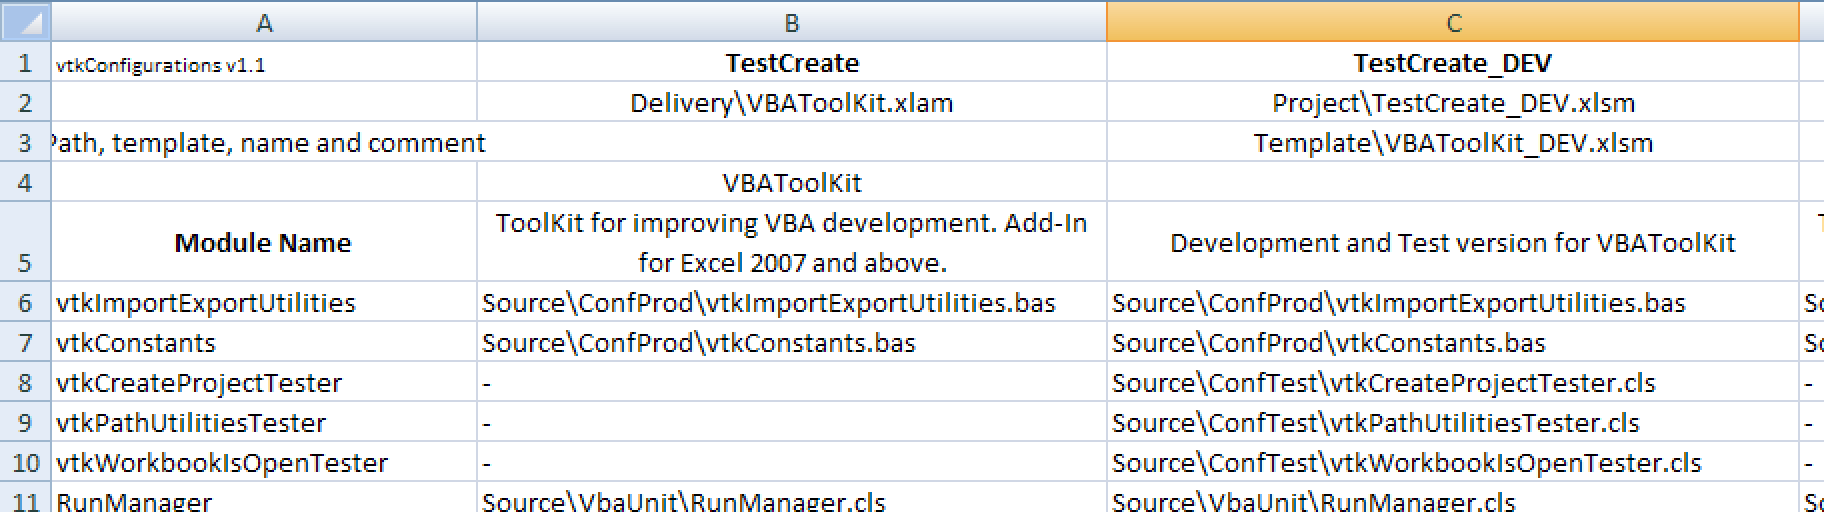 A B C
1 vtkConfigurations v1.1 TestCreate TestCreate_DEV
2 Delivery\VBAToolKit.xlam Project\TestCreate_DEV.xlsm
3 Path, template, name and comment Template\VBAToolKit_DEV.xlsm
4 VBAToolKit
ToolKit for improving VBA development. Add-In
Module Name Development and Test version for VBAToolKit
5 for Excel 2007 and above.
6 vtkImportExportUtilities Source\ConfProd\vtkImportExportUtilities.bas Source\ConfProd\vtkImportExportUtilities.bas
7 vtkConstants Source\ConfProd\vtkConstants.bas Source\ConfProd\vtkConstants.bas
8 vtkCreateProjectTester - Source\ConfTest\vtkCreateProjectTester.cls -
9 vtkPathUtilitiesTester - Source\ConfTest\vtkPathUtilitiesTester.cls -
10 vtkWorkbookIsOpenTester - Source\ConfTest\vtkWorkbookIsOpenTester.cls -
11 RunManager Source\VbaUnit\RunManager.cls Source\VbaUnit\RunManager.cls